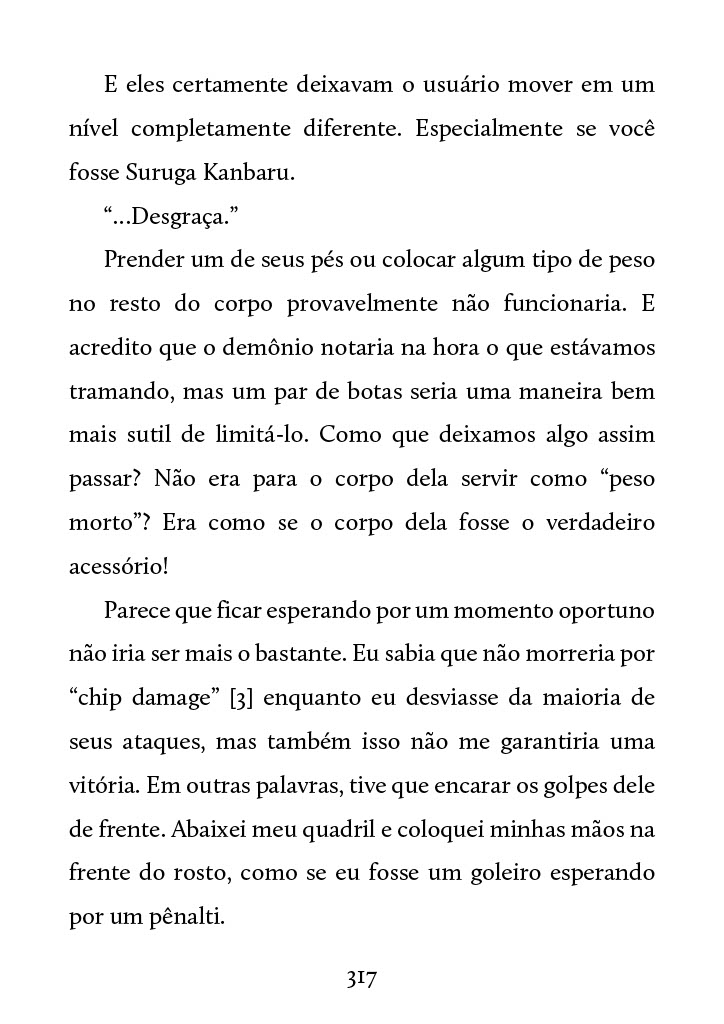 E eles certamente deixavam o usuário mover em um
nível completamente diferente. Especialmente se você
fosse Suruga Kanbaru.
“...Desgraça.”
Prender um de seus pés ou colocar algum tipo de peso
no resto do corpo provavelmente não funcionaria. E
acredito que o demônio notaria na hora o que estávamos
tramando, mas um par de botas seria uma maneira bem
mais sutil de limitá-lo. Como que deixamos algo assim
passar? Não era para o corpo dela servir como “peso
morto”? Era como se o corpo dela fosse o verdadeiro
acessório!
Parece que ficar esperando por um momento oportuno
não iria ser mais o bastante. Eu sabia que não morreria por
“chip damage” [3] enquanto eu desviasse da maioria de
seus ataques, mas também isso não me garantiria uma
vitória. Em outras palavras, tive que encarar os golpes dele
de frente. Abaixei meu quadril e coloquei minhas mãos na
frente do rosto, como se eu fosse um goleiro esperando
por um pênalti.
317